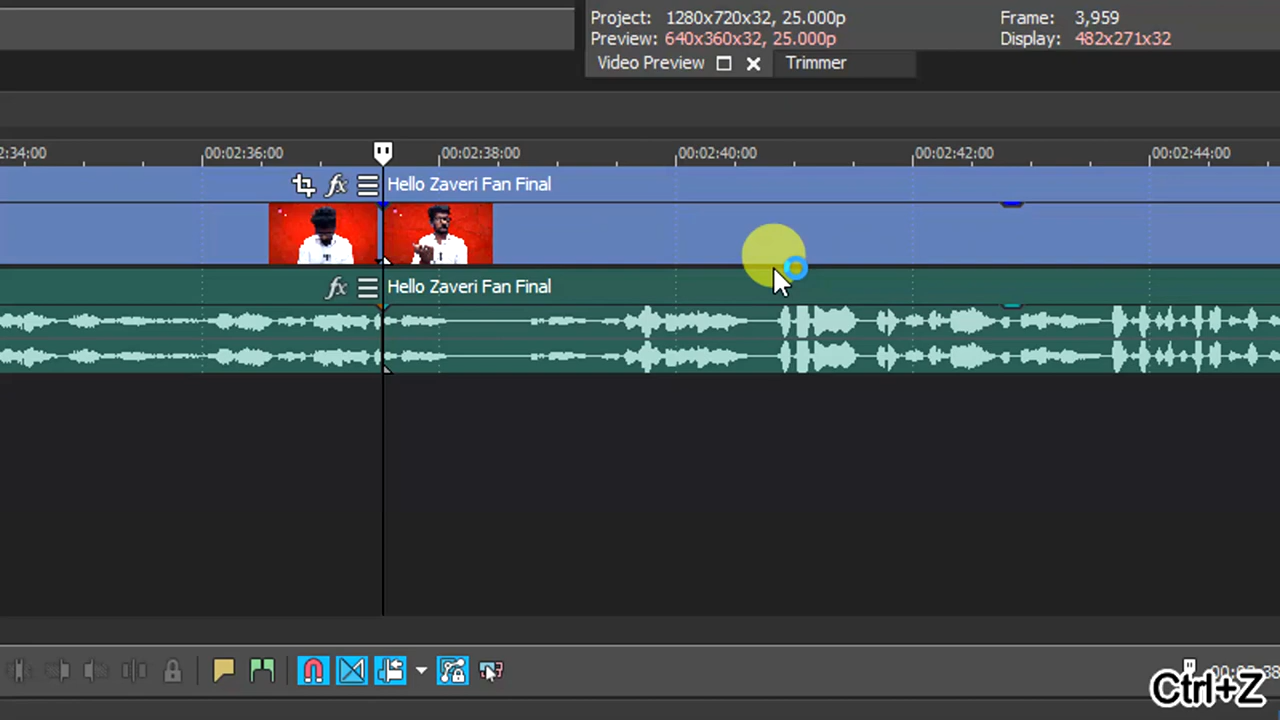 Project: 1280x720x32, 25.000p
Frame: 3,959
Preview: 640x360x32, 25.000p
Display: 482x271x32
Video Preview
Trimmer
2:34:00
00:02:36:00
00:02:38:00
00:02:40:00
00:02:42:00
00:02:44:00
fx
Hello Zaveri Fan Final
fx
Hello Zaveri Fan Final
Ctrl+Z